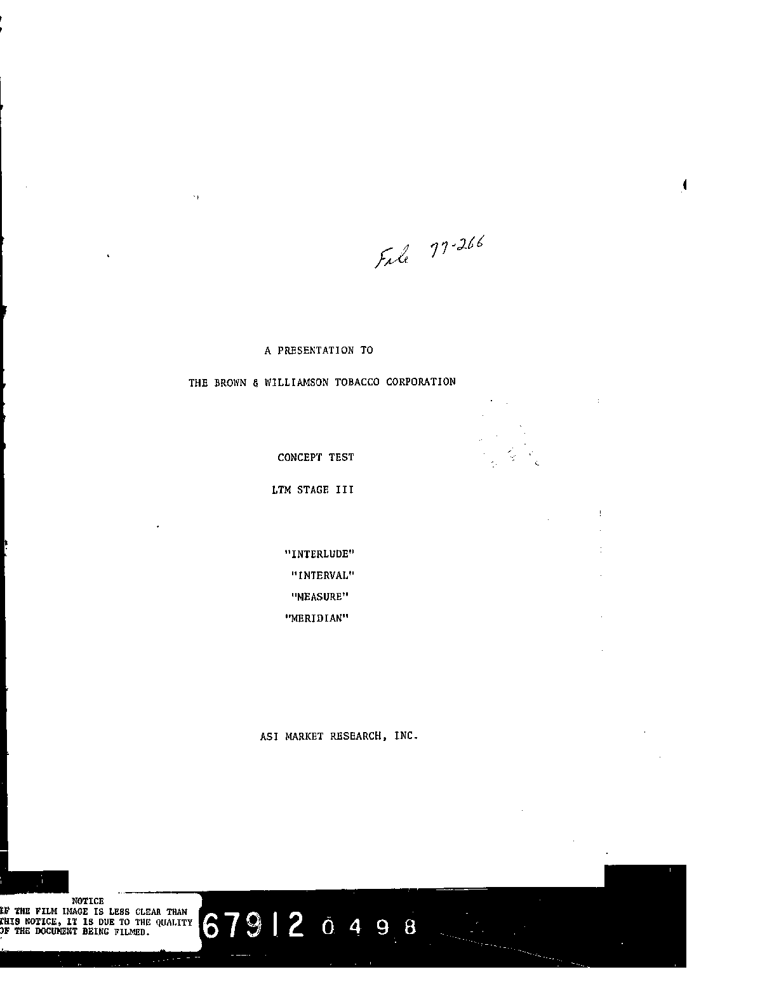 File 77-266
A PRESENTATION TO
THE BROWN & WILLIAMSON TOBACCO CORPORATION
CONCEPT TEST
LTM STAGE III
"INTERLUDE"
"INTERVAL"
"MEASURE"
"MERIDIAN"
ASI MARKET RESEARCH, INC.
NOTICE
IF THE FILM IMAGE IS LESS CLEAR THAN
THIS NOTICE, IT IS DUE TO THE QUALITY
OF THE DOCUMENT BEING FILMED.
67912 0498